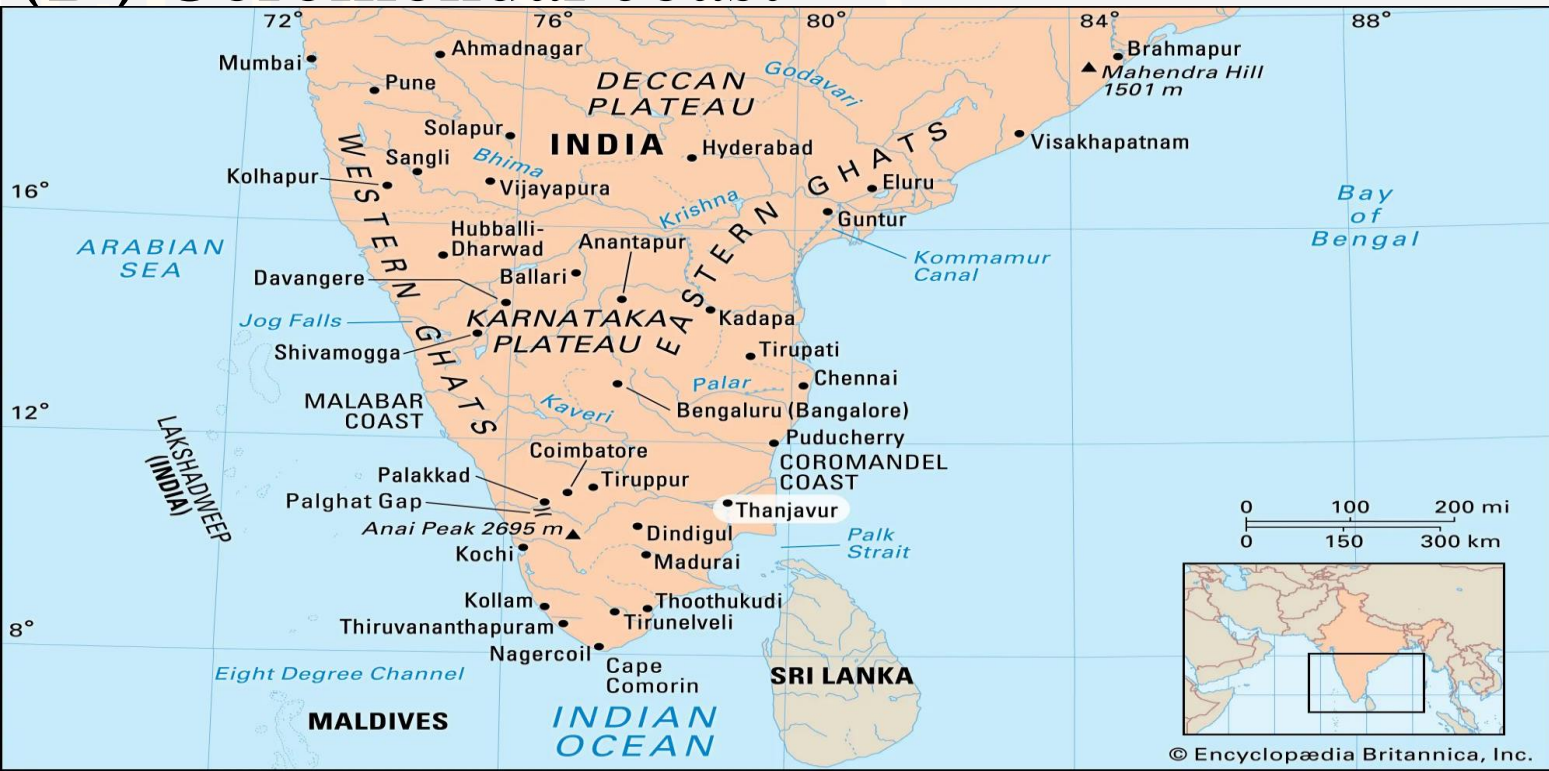 72°
76°
80°
84°
88°
Mumbai
Ahmadnagar
Pune
DECCAN
PLATEAU
Godavari
Brahmapur
Mahendra Hill
1501 m
Solapur
INDIA
Hyderabad
Visakhapatnam
WESTERN GHATS
EASTERN GHATS
Sangli
Bhima
Kolhapur
Vijayapura
Eluru
16°
Krishna
Guntur
Bay
of
Bengal
ARABIAN
SEA
Hubballi-
Dharwad
Anantapur
Kommamur
Canal
Davangere
Ballari
Jog Falls
KARNATAKA
PLATEAU
Kadapa
Shivamogga
Tirupati
Palar
Chennai
MALABAR
COAST
12°
Kaveri
Bengaluru (Bangalore)
Puducherry
LAKSHADWEEP
(INDIA)
Coimbatore
COROMANDEL
COAST
Palakkad
Tiruppur
Palghat Gap
Thanjavur
Anai Peak 2695 m
Dindigul
Palk
Strait
Kochi
Madurai
0 100 200 mi
0 150 300 km
Kollam
Thoothukudi
Thiruvananthapuram
Tirunelveli
8°
Nagercoil
Cape
Comorin
Eight Degree Channel
SRI LANKA
MALDIVES
INDIAN
OCEAN
© Encyclopædia Britannica, Inc.